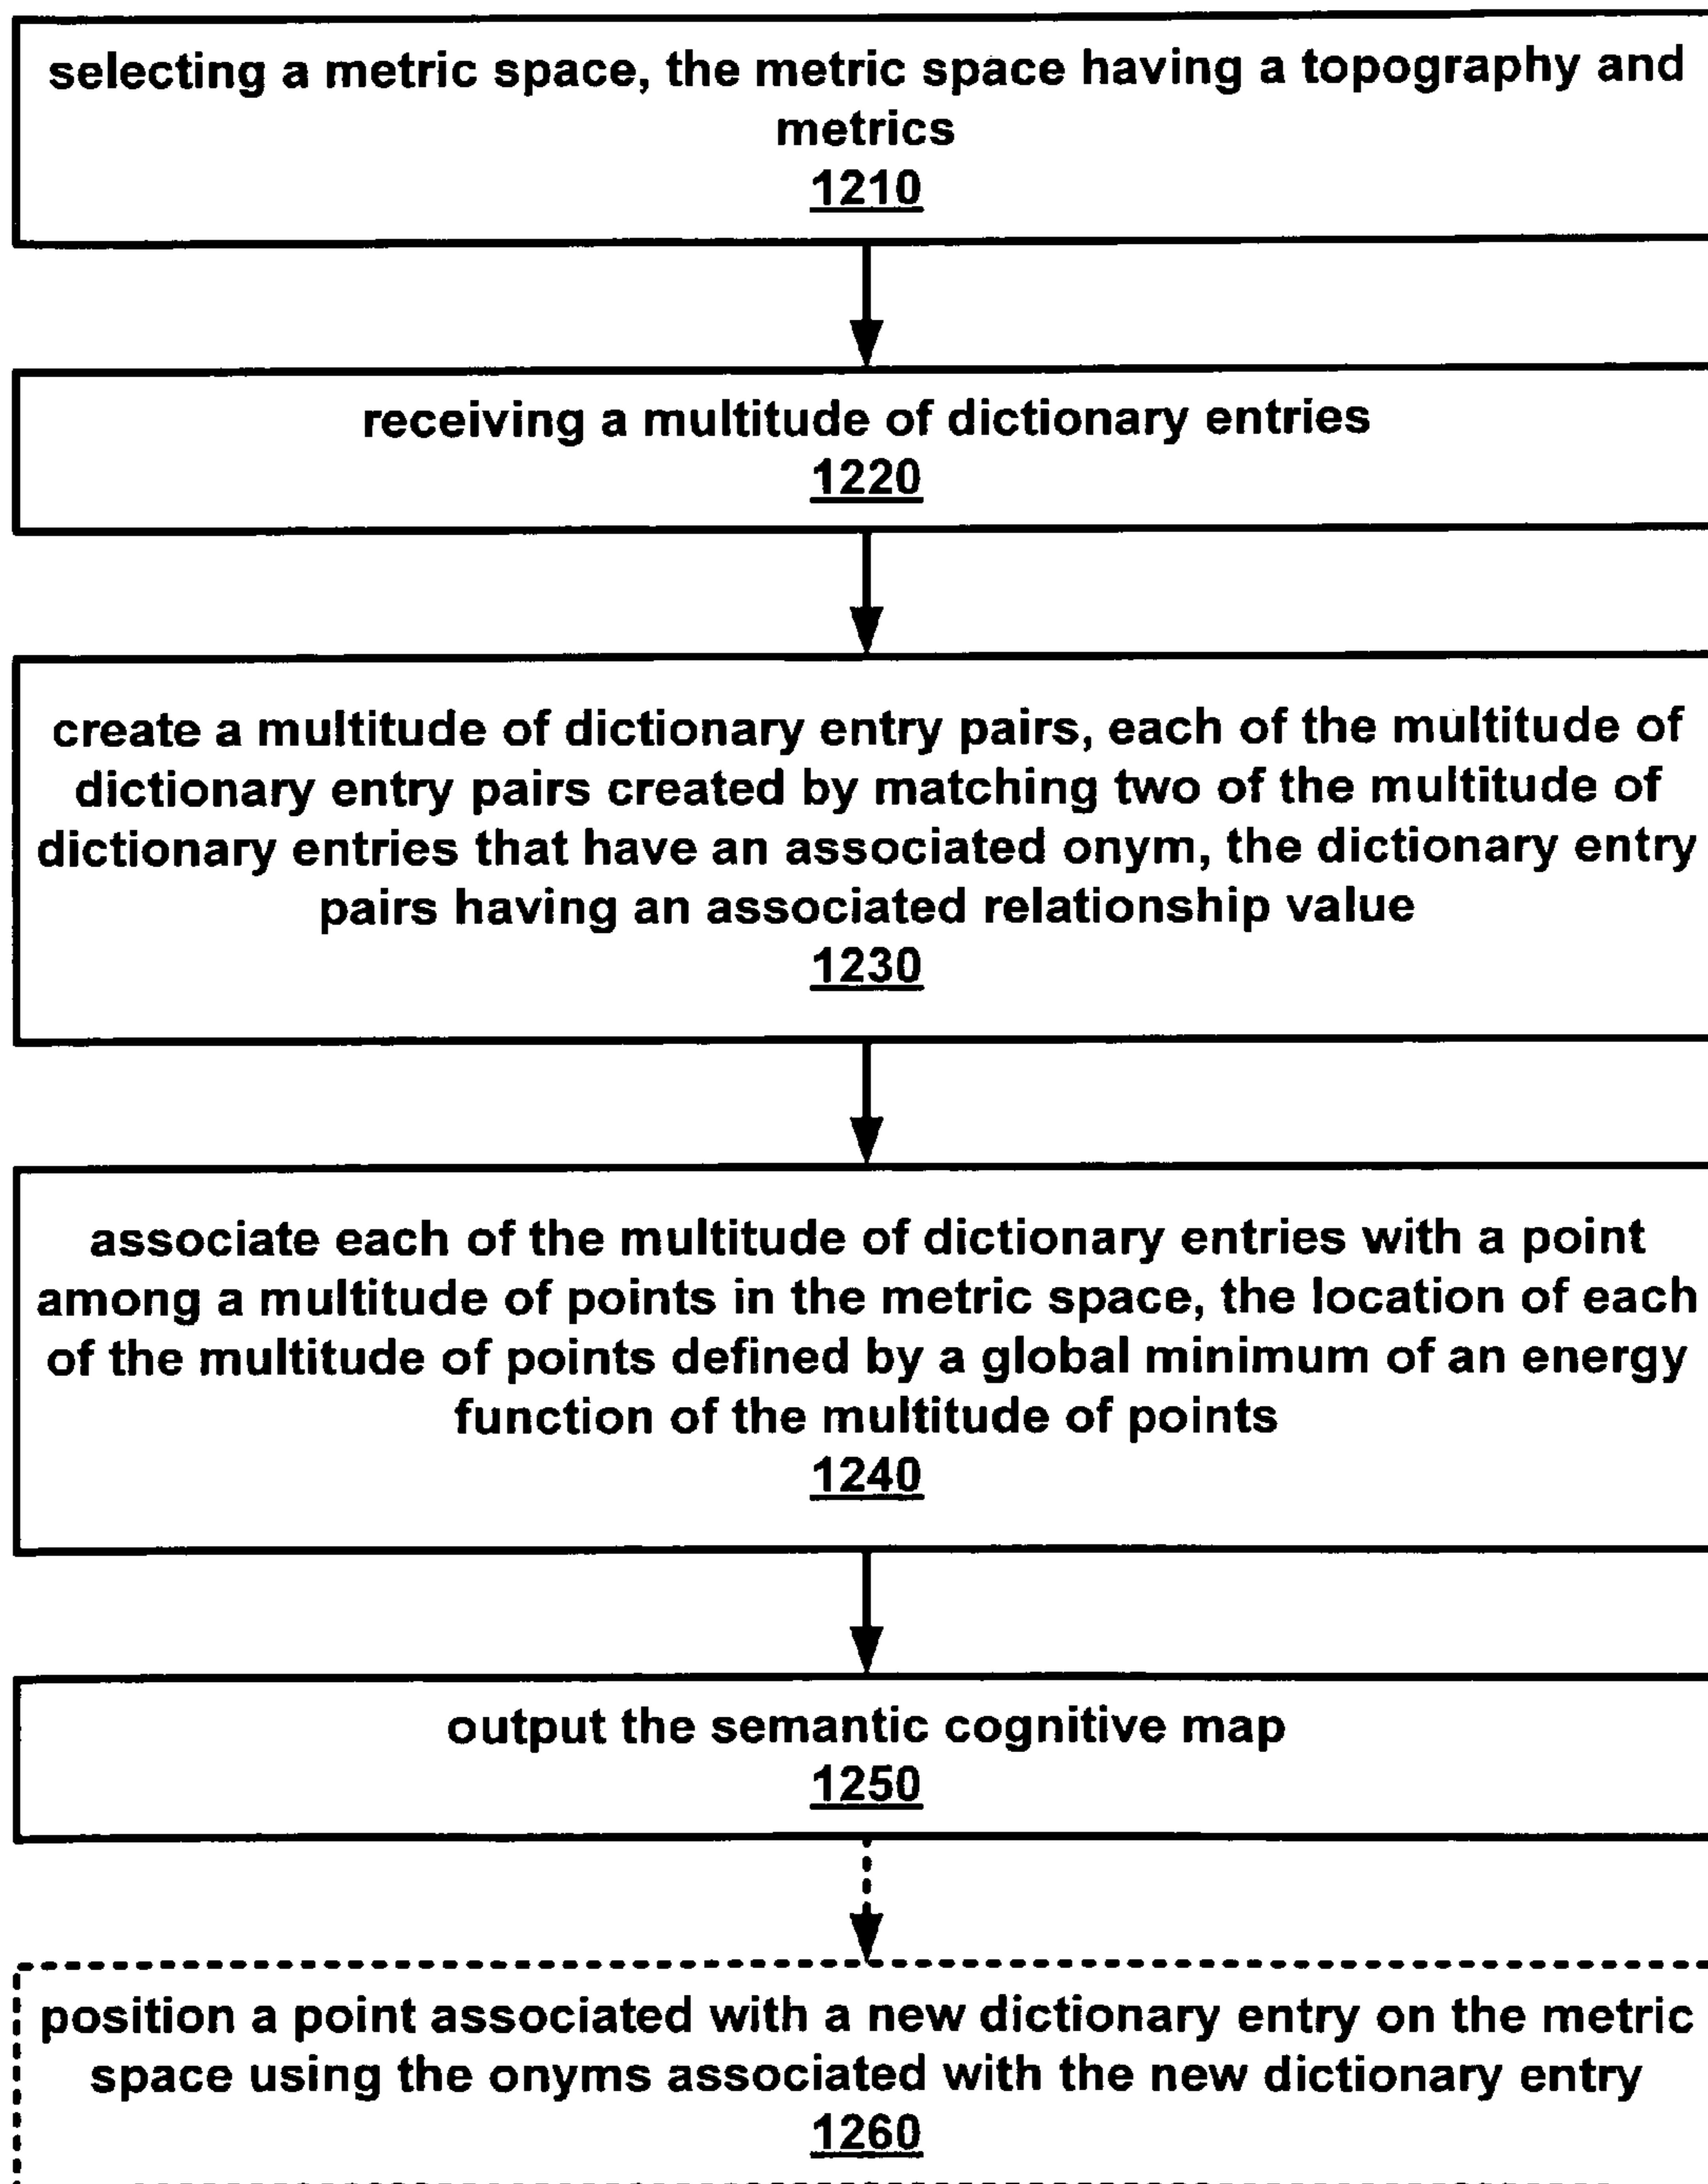 selecting a metric space, the metric space having a topography and
metrics
1210
receiving a multitude of dictionary entries
1220
create a multitude of dictionary entry pairs, each of the multitude of
dictionary entry pairs created by matching two of the multitude of
dictionary entries that have an associated onym, the dictionary entry
pairs having an associated relationship value
1230
associate each of the multitude of dictionary entries with a point
among a multitude of points in the metric space, the location of each
of the multitude of points defined by a global minimum of an energy
function of the multitude of points
1240
output the semantic cognitive map
1250
position a point associated with a new dictionary entry on the metric
space using the onyms associated with the new dictionary entry
1260